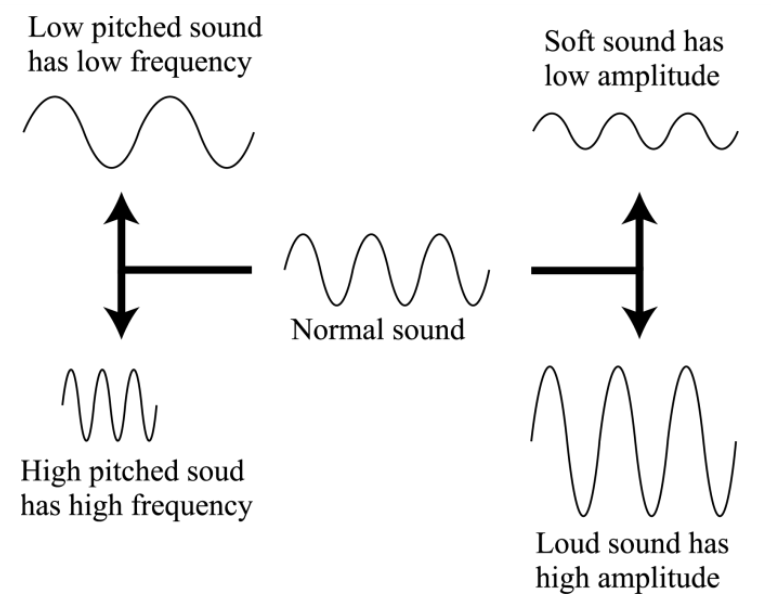 Low pitched sound
has low frequency
Soft sound has
low amplitude
Normal sound
High pitched soud
has high frequency
Loud sound has
high amplitude